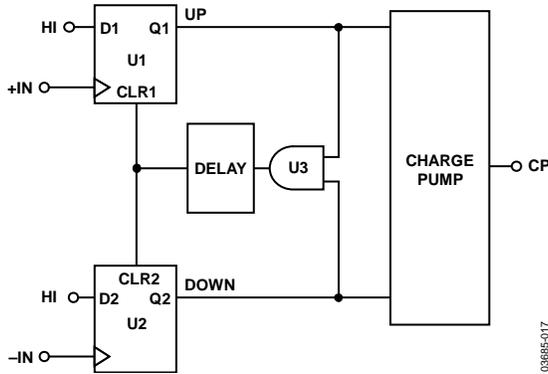 UP
HI
D1
Q1
U1
+IN
CLR1
DELAY
U3
CHARGE
PUMP
CP
CLR2
DOWN
HI
D2
Q2
U2
–IN
03685-017